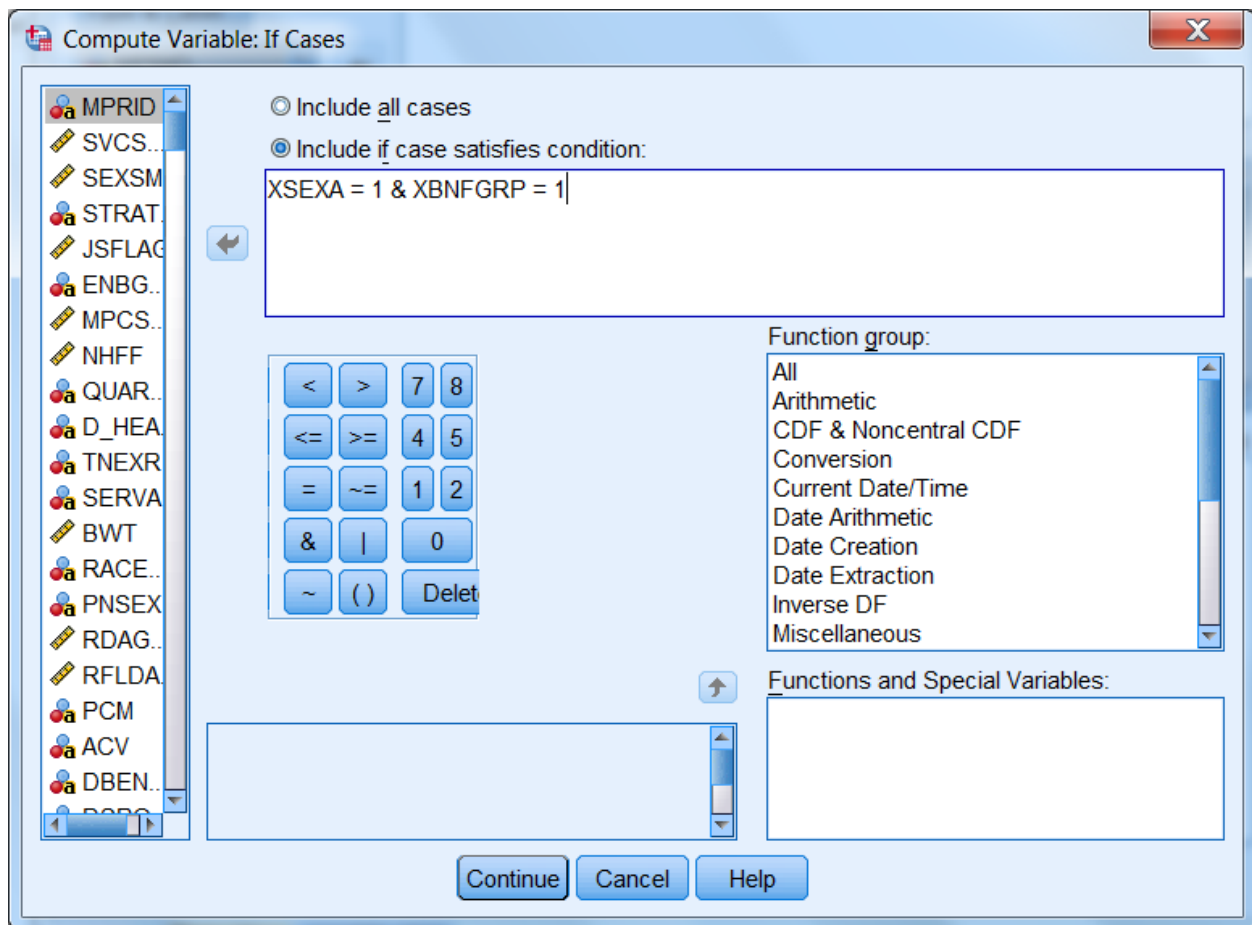 Compute Variable: If Cases
X
MPRID
SVCS...
SEXSM
STRAT.
JSFLAG
ENBG..
MPCS..
NHFF
QUAR..
D_HEA.
TNEXR
SERVA
BWT
RACE..
PNSEX
RDAG..
RFLDA.
PCM
ACV
DBEN..
Include all cases
Include if case satisfies condition:
XSEXA = 1 & XBNFGRP = 1
< > 7 8
<= >= 4 5
= ~= 1 2
& | 0
~ ( ) Delet
Function group:
All
Arithmetic
CDF & Noncentral CDF
Conversion
Current Date/Time
Date Arithmetic
Date Creation
Date Extraction
Inverse DF
Miscellaneous
Functions and Special Variables:
Continue Cancel Help